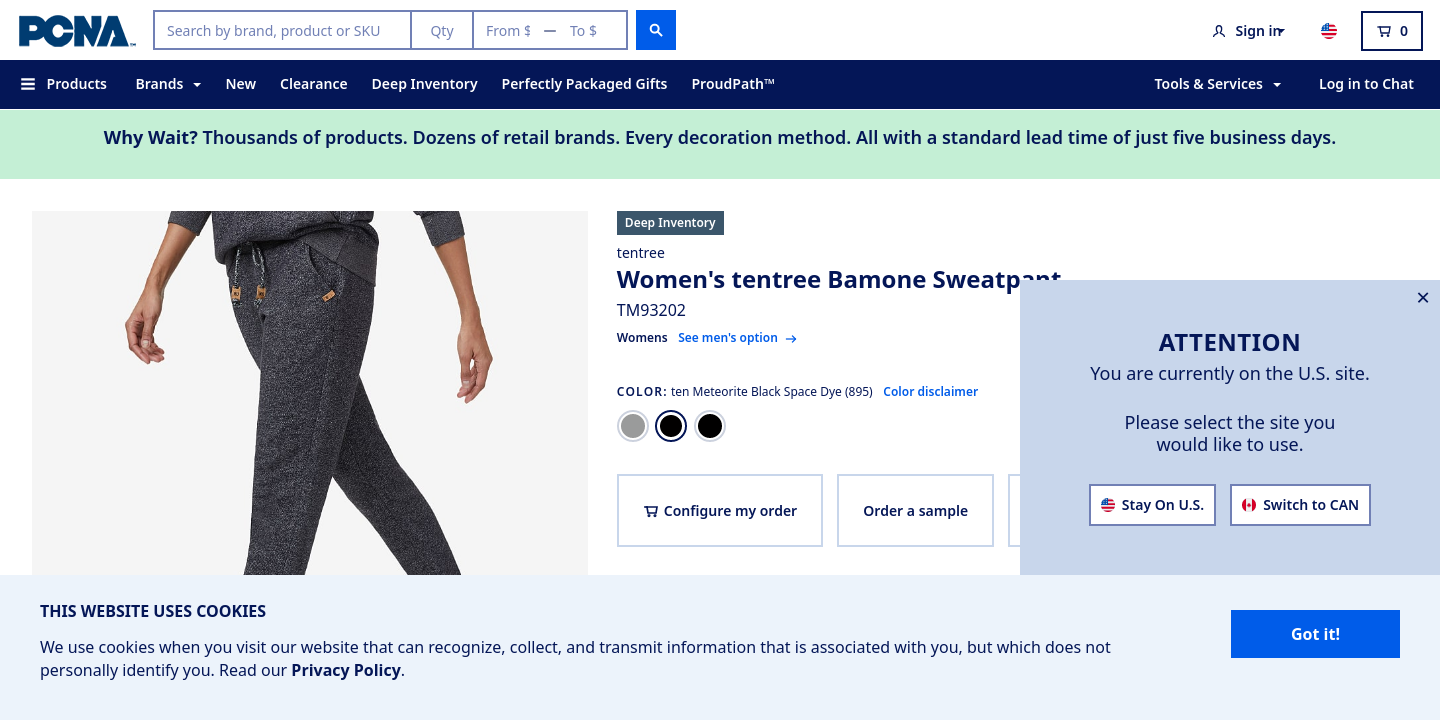 PCNA™
Search by brand, product or SKU
Qty
From $ — To $
Sign in
0
Products
Brands
New
Clearance
Deep Inventory
Perfectly Packaged Gifts
ProudPath™
Tools & Services
Log in to Chat
Why Wait? Thousands of products. Dozens of retail brands. Every decoration method. All with a standard lead time of just five business days.
Deep Inventory
tentree
Women's tentree Bamone Sweatpant
TM93202
Womens See men's option →
COLOR: ten Meteorite Black Space Dye (895) Color disclaimer
Configure my order
Order a sample
ATTENTION
You are currently on the U.S. site.
Please select the site you
would like to use.
Stay On U.S.
Switch to CAN
THIS WEBSITE USES COOKIES
We use cookies when you visit our website that can recognize, collect, and transmit information that is associated with you, but which does not
personally identify you. Read our Privacy Policy.
Got it!